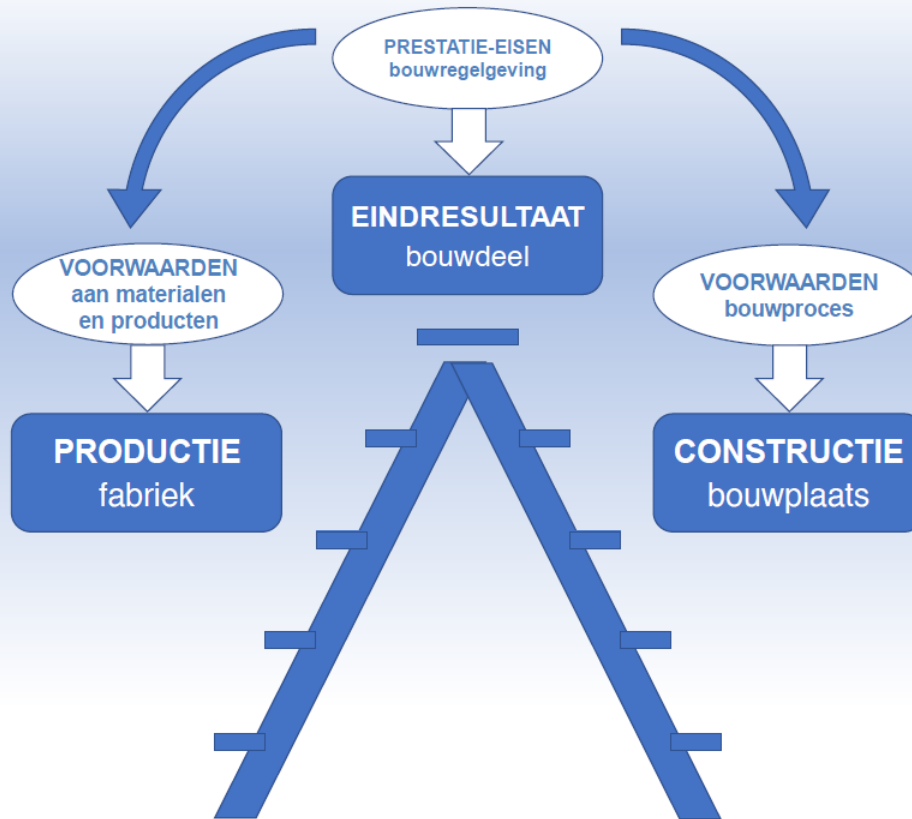 PRESTATIE-EISEN
bouwregelgeving
EINDRESULTAAT
bouwdeel
VOORWAARDEN
aan materialen
en producten
VOORWAARDEN
bouwproces
PRODUCTIE
fabriek
CONSTRUCTIE
bouwplaats